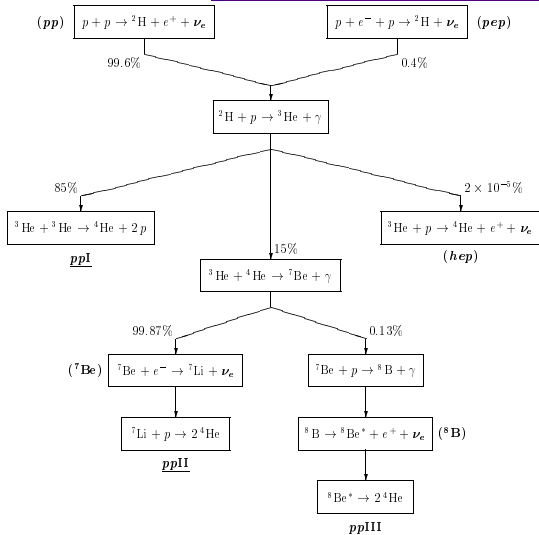 (pp) p + p → ²H + e⁺ + νₑ
p + e⁻ + p → ²H + νₑ (pep)
99.6%
0.4%
²H + p → ³He + γ
85%
2 × 10⁻⁵%
³He + ³He → ⁴He + 2p
³He + p → ⁴He + e⁺ + νₑ
ppI
(hep)
15%
³He + ⁴He → ⁷Be + γ
99.87%
0.13%
(⁷Be) ⁷Be + e⁻ → ⁷Li + νₑ
⁷Be + p → ⁸B + γ
⁷Li + p → 2 ⁴He
⁸B → ⁸Be* + e⁺ + νₑ (⁸B)
ppII
⁸Be* → 2 ⁴He
ppIII